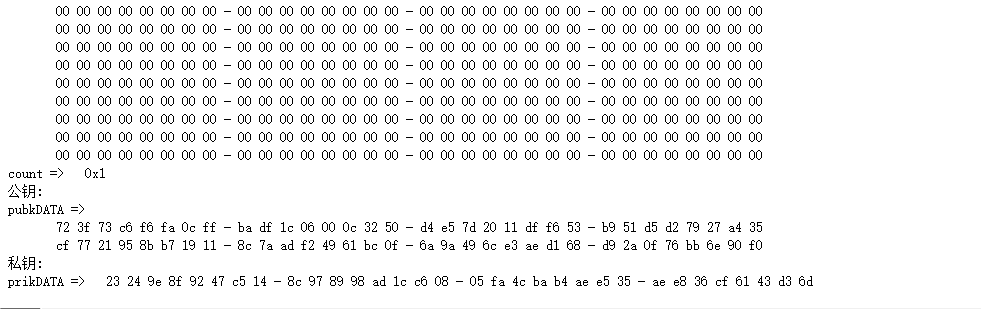 00 00 00 00 00 00 00 00 - 00 00 00 00 00 00 00 00 - 00 00 00 00 00 00 00 00 - 00 00 00 00 00 00 00 00
00 00 00 00 00 00 00 00 - 00 00 00 00 00 00 00 00 - 00 00 00 00 00 00 00 00 - 00 00 00 00 00 00 00 00
00 00 00 00 00 00 00 00 - 00 00 00 00 00 00 00 00 - 00 00 00 00 00 00 00 00 - 00 00 00 00 00 00 00 00
00 00 00 00 00 00 00 00 - 00 00 00 00 00 00 00 00 - 00 00 00 00 00 00 00 00 - 00 00 00 00 00 00 00 00
00 00 00 00 00 00 00 00 - 00 00 00 00 00 00 00 00 - 00 00 00 00 00 00 00 00 - 00 00 00 00 00 00 00 00
00 00 00 00 00 00 00 00 - 00 00 00 00 00 00 00 00 - 00 00 00 00 00 00 00 00 - 00 00 00 00 00 00 00 00
00 00 00 00 00 00 00 00 - 00 00 00 00 00 00 00 00 - 00 00 00 00 00 00 00 00 - 00 00 00 00 00 00 00 00
00 00 00 00 00 00 00 00 - 00 00 00 00 00 00 00 00 - 00 00 00 00 00 00 00 00 - 00 00 00 00 00 00 00 00
00 00 00 00 00 00 00 00 - 00 00 00 00 00 00 00 00 - 00 00 00 00 00 00 00 00 - 00 00 00 00 00 00 00 00
count => 0x1
公钥:
pubkDATA =>
72 3f 73 c6 f6 fa 0c ff - ba df 1c 06 00 0c 32 50 - d4 e5 7d 20 11 df f6 53 - b9 51 d5 d2 79 27 a4 35
cf 77 21 95 8b b7 19 11 - 8c 7a ad f2 49 61 bc 0f - 6a 9a 49 6c e3 ae d1 68 - d9 2a 0f 76 bb 6e 90 f0
私钥:
prikDATA => 23 24 9e 8f 92 47 c5 14 - 8c 97 89 98 ad 1c c6 08 - 05 fa 4c ba b4 ae e5 35 - ae e8 36 cf 61 43 d3 6d